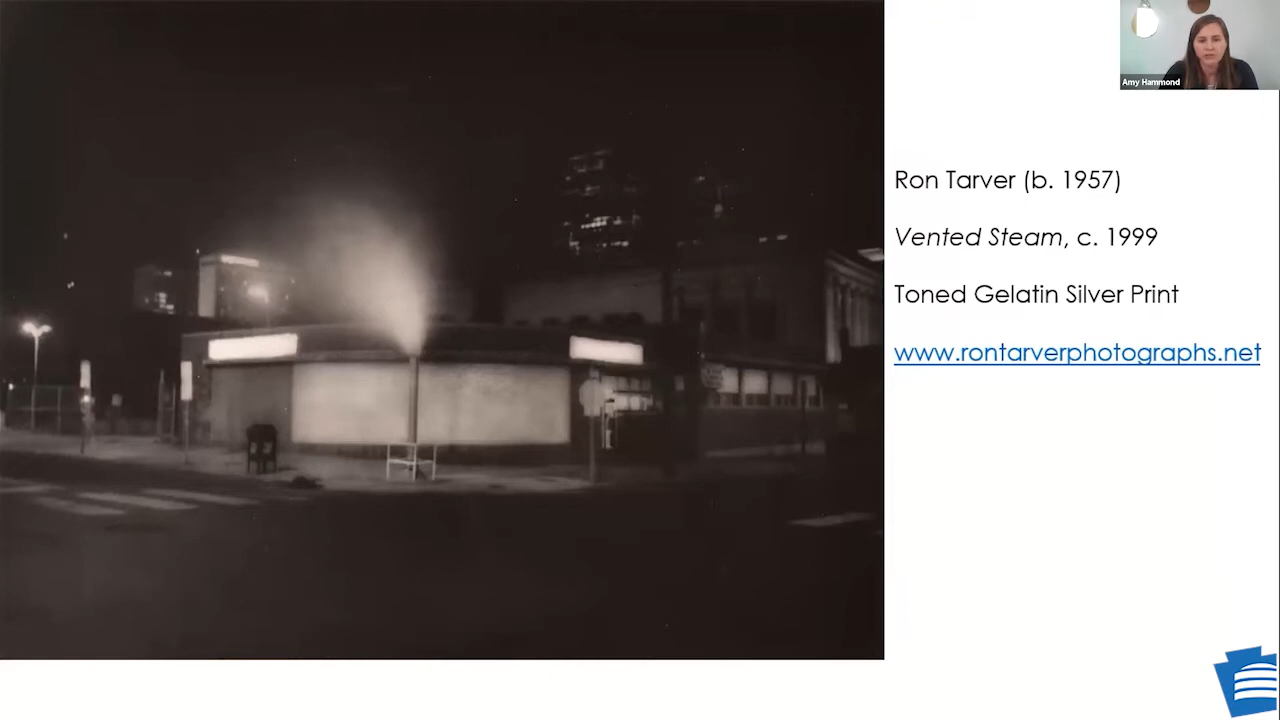 Amy Hammond
Ron Tarver (b. 1957)
Vented Steam, c. 1999
Toned Gelatin Silver Print
www.rontarverphotographs.net